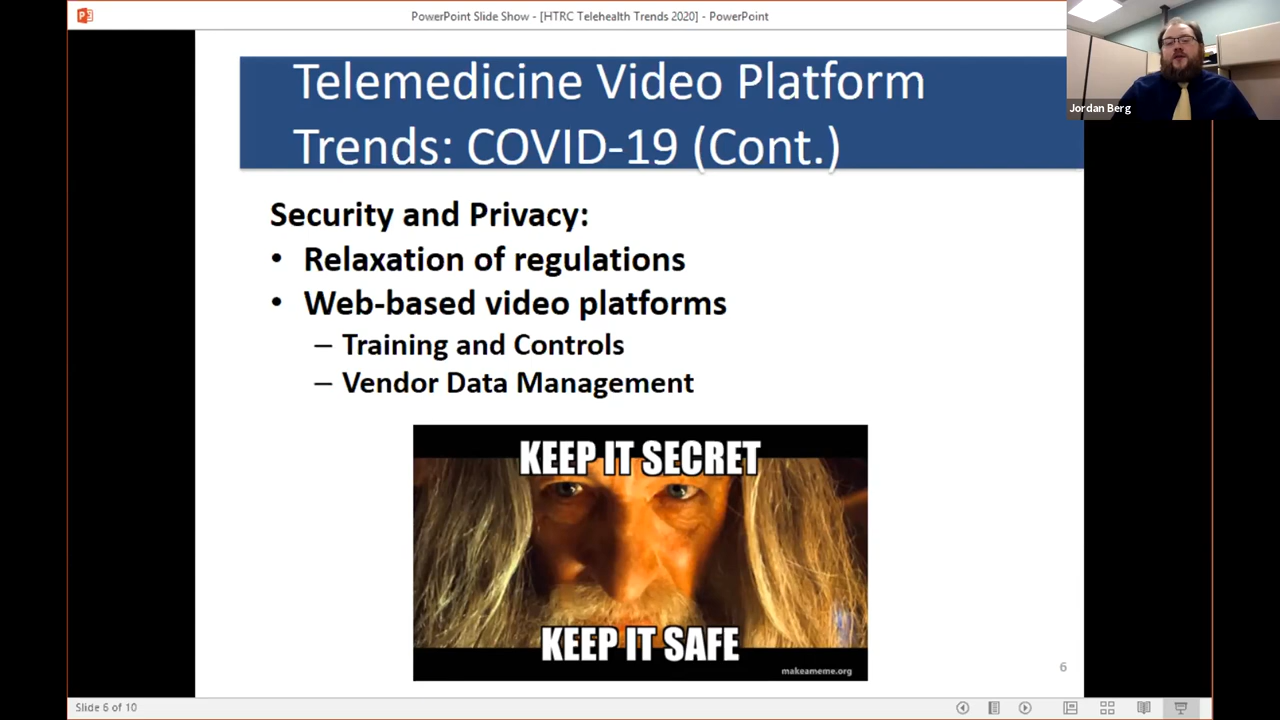 PowerPoint Slide Show - [HTRC Telehealth Trends 2020] - PowerPoint
Jordan Berg
Telemedicine Video Platform
Trends: COVID-19 (Cont.)
Security and Privacy:
• Relaxation of regulations
• Web-based video platforms
– Training and Controls
– Vendor Data Management
KEEP IT SECRET
KEEP IT SAFE
makeameme.org
6
Slide 6 of 10